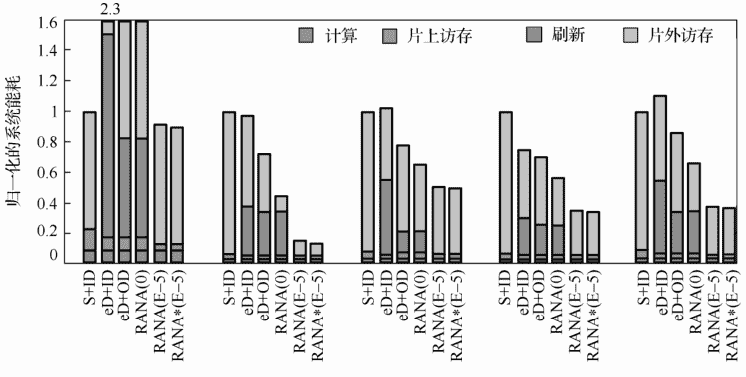 2.3
1.6
1.4
1.2
1
0.8
0.6
0.4
0.2
0
归一化的系统能耗
计算 片上访存 刷新 片外访存
S+ID eD+ID eD+OD RANA(0) RANA(E-5) RANA*(E-5)
S+ID eD+ID eD+OD RANA(0) RANA(E-5) RANA*(E-5)
S+ID eD+ID eD+OD RANA(0) RANA(E-5) RANA*(E-5)
S+ID eD+ID eD+OD RANA(0) RANA(E-5) RANA*(E-5)
S+ID eD+ID eD+OD RANA(0) RANA(E-5) RANA*(E-5)